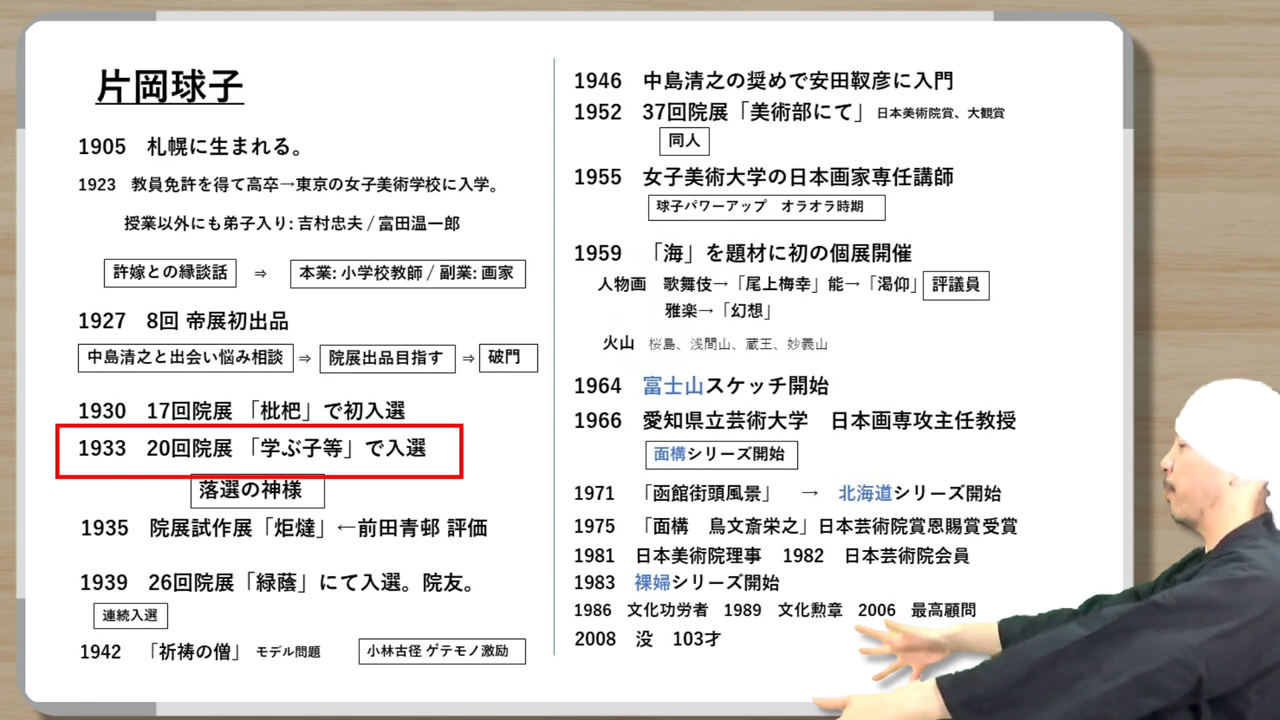 片岡球子
1905 札幌に生まれる。
1923 教員免許を得て高卒→東京の女子美術学校に入学。
授業以外にも弟子入り: 吉村忠夫 / 富田温一郎
許嫁との縁談話 ⇒ 本業: 小学校教師 / 副業: 画家
1927 8回 帝展初出品
中島清之と出会い悩み相談 ⇒ 院展出品目指す ⇒ 破門
1930 17回院展 「枇杷」で初入選
1933 20回院展 「学ぶ子等」で入選
落選の神様
1935 院展試作展「炬燵」←前田青邨 評価
1939 26回院展「緑蔭」にて入選。院友。
連続入選
1942 「祈祷の僧」 モデル問題 小林古径 ゲテモノ激励
1946 中島清之の奨めで安田靫彦に入門
1952 37回院展「美術部にて」 日本美術院賞、大観賞
同人
1955 女子美術大学の日本画家専任講師
球子パワーアップ オラオラ時期
1959 「海」を題材に初の個展開催
人物画 歌舞伎→「尾上梅幸」能→「渇仰」 評議員
雅楽→「幻想」
火山 桜島、浅間山、蔵王、妙義山
1964 富士山スケッチ開始
1966 愛知県立芸術大学 日本画専攻主任教授
面構シリーズ開始
1971 「函館街頭風景」 → 北海道シリーズ開始
1975 「面構 鳥文斎栄之」日本芸術院賞恩賜賞受賞
1981 日本美術院理事 1982 日本芸術院会員
1983 裸婦シリーズ開始
1986 文化功労者 1989 文化勲章 2006 最高顧問
2008 没 103才